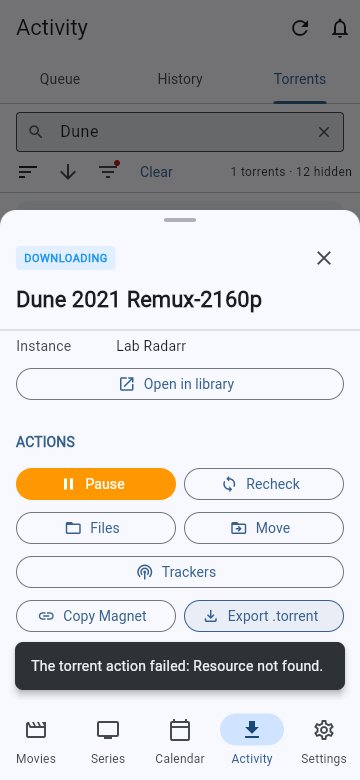 Activity
Queue History Torrents
Dune
Clear 1 torrents · 12 hidden
DOWNLOADING
Dune 2021 Remux-2160p
Instance Lab Radarr
Open in library
ACTIONS
Pause Recheck
Files Move
Trackers
Copy Magnet Export .torrent
The torrent action failed: Resource not found.
Movies Series Calendar Activity Settings